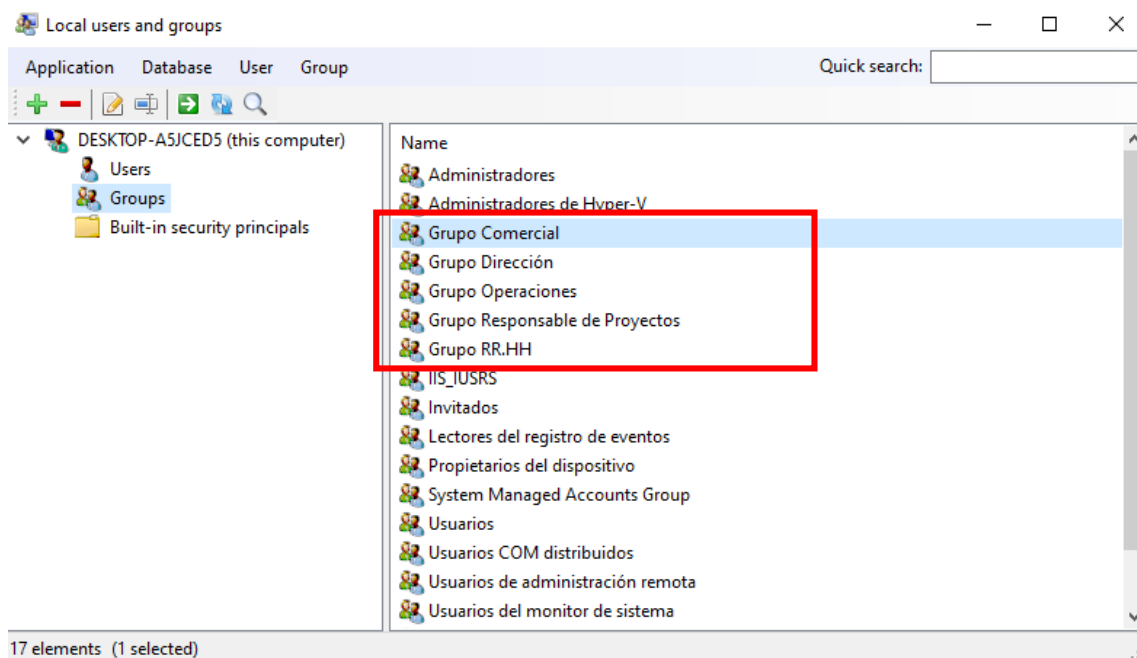 Local users and groups
Application Database User Group Quick search:
DESKTOP-A5JCED5 (this computer)
Users
Groups
Built-in security principals
Name
Administradores
Administradores de Hyper-V
Grupo Comercial
Grupo Dirección
Grupo Operaciones
Grupo Responsable de Proyectos
Grupo RR.HH
IIS_IUSRS
Invitados
Lectores del registro de eventos
Propietarios del dispositivo
System Managed Accounts Group
Usuarios
Usuarios COM distribuidos
Usuarios de administración remota
Usuarios del monitor de sistema
17 elements (1 selected)